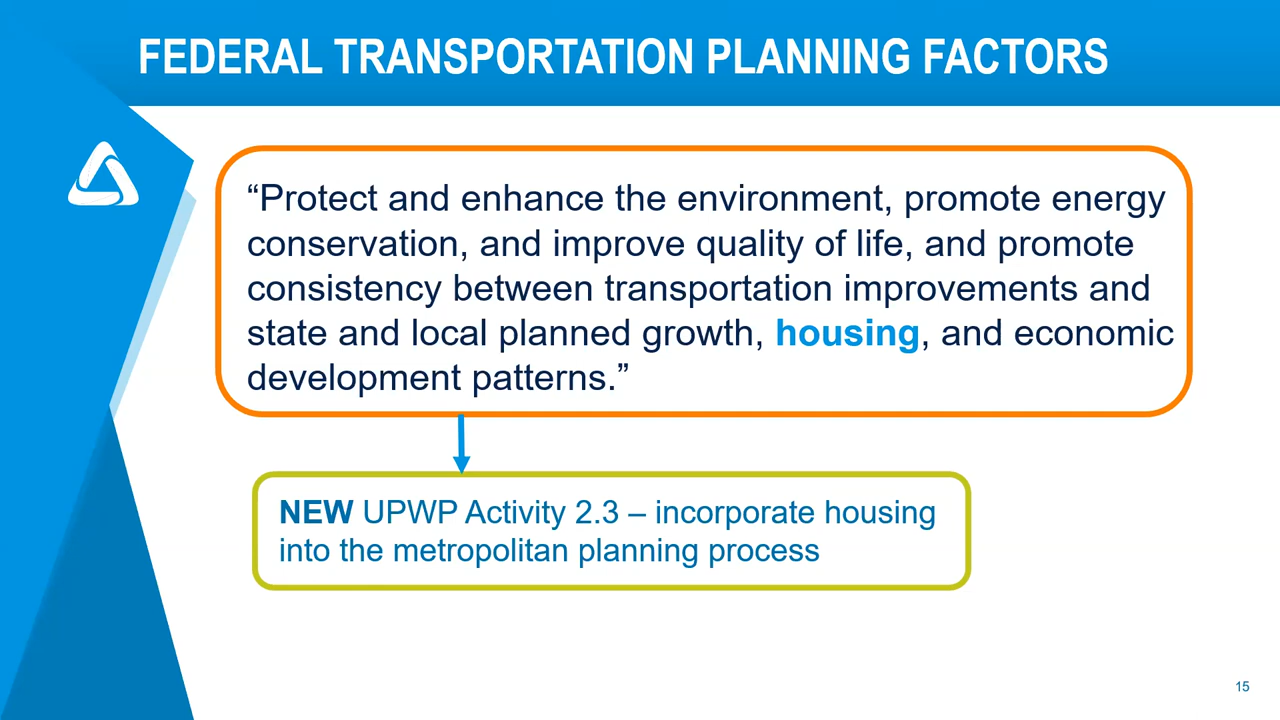 FEDERAL TRANSPORTATION PLANNING FACTORS
“Protect and enhance the environment, promote energy
conservation, and improve quality of life, and promote
consistency between transportation improvements and
state and local planned growth, housing, and economic
development patterns.”
NEW UPWP Activity 2.3 – incorporate housing
into the metropolitan planning process
15